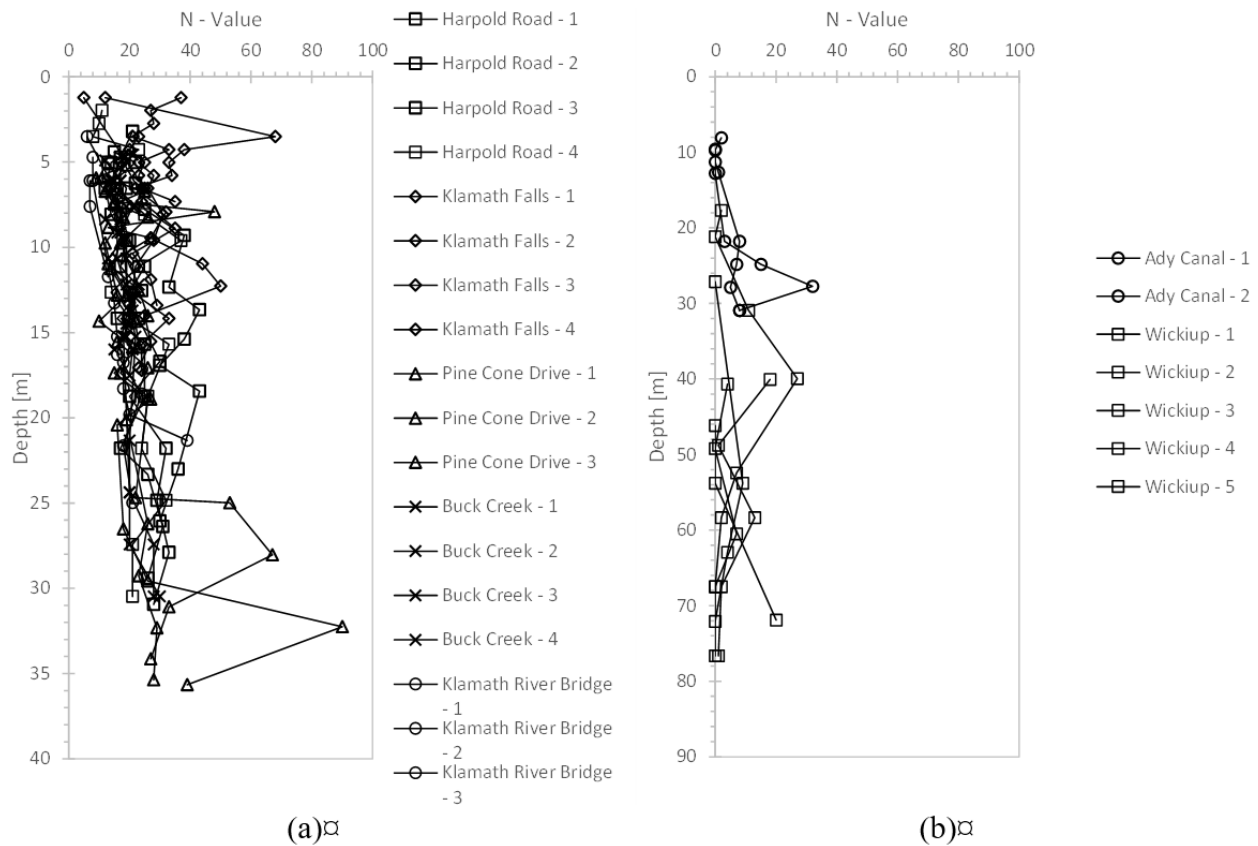 N - Value
0 20 40 60 80 100
0
5
10
15
20
25
30
35
40
Depth [m]
Harpold Road - 1
Harpold Road - 2
Harpold Road - 3
Harpold Road - 4
Klamath Falls - 1
Klamath Falls - 2
Klamath Falls - 3
Klamath Falls - 4
Pine Cone Drive - 1
Pine Cone Drive - 2
Pine Cone Drive - 3
Buck Creek - 1
Buck Creek - 2
Buck Creek - 3
Buck Creek - 4
Klamath River Bridge
- 1
Klamath River Bridge
- 2
Klamath River Bridge
- 3
(a)¤
N - Value
0 20 40 60 80 100
0
10
20
30
40
50
60
70
80
90
Depth [m]
Ady Canal - 1
Ady Canal - 2
Wickiup - 1
Wickiup - 2
Wickiup - 3
Wickiup - 4
Wickiup - 5
(b)¤